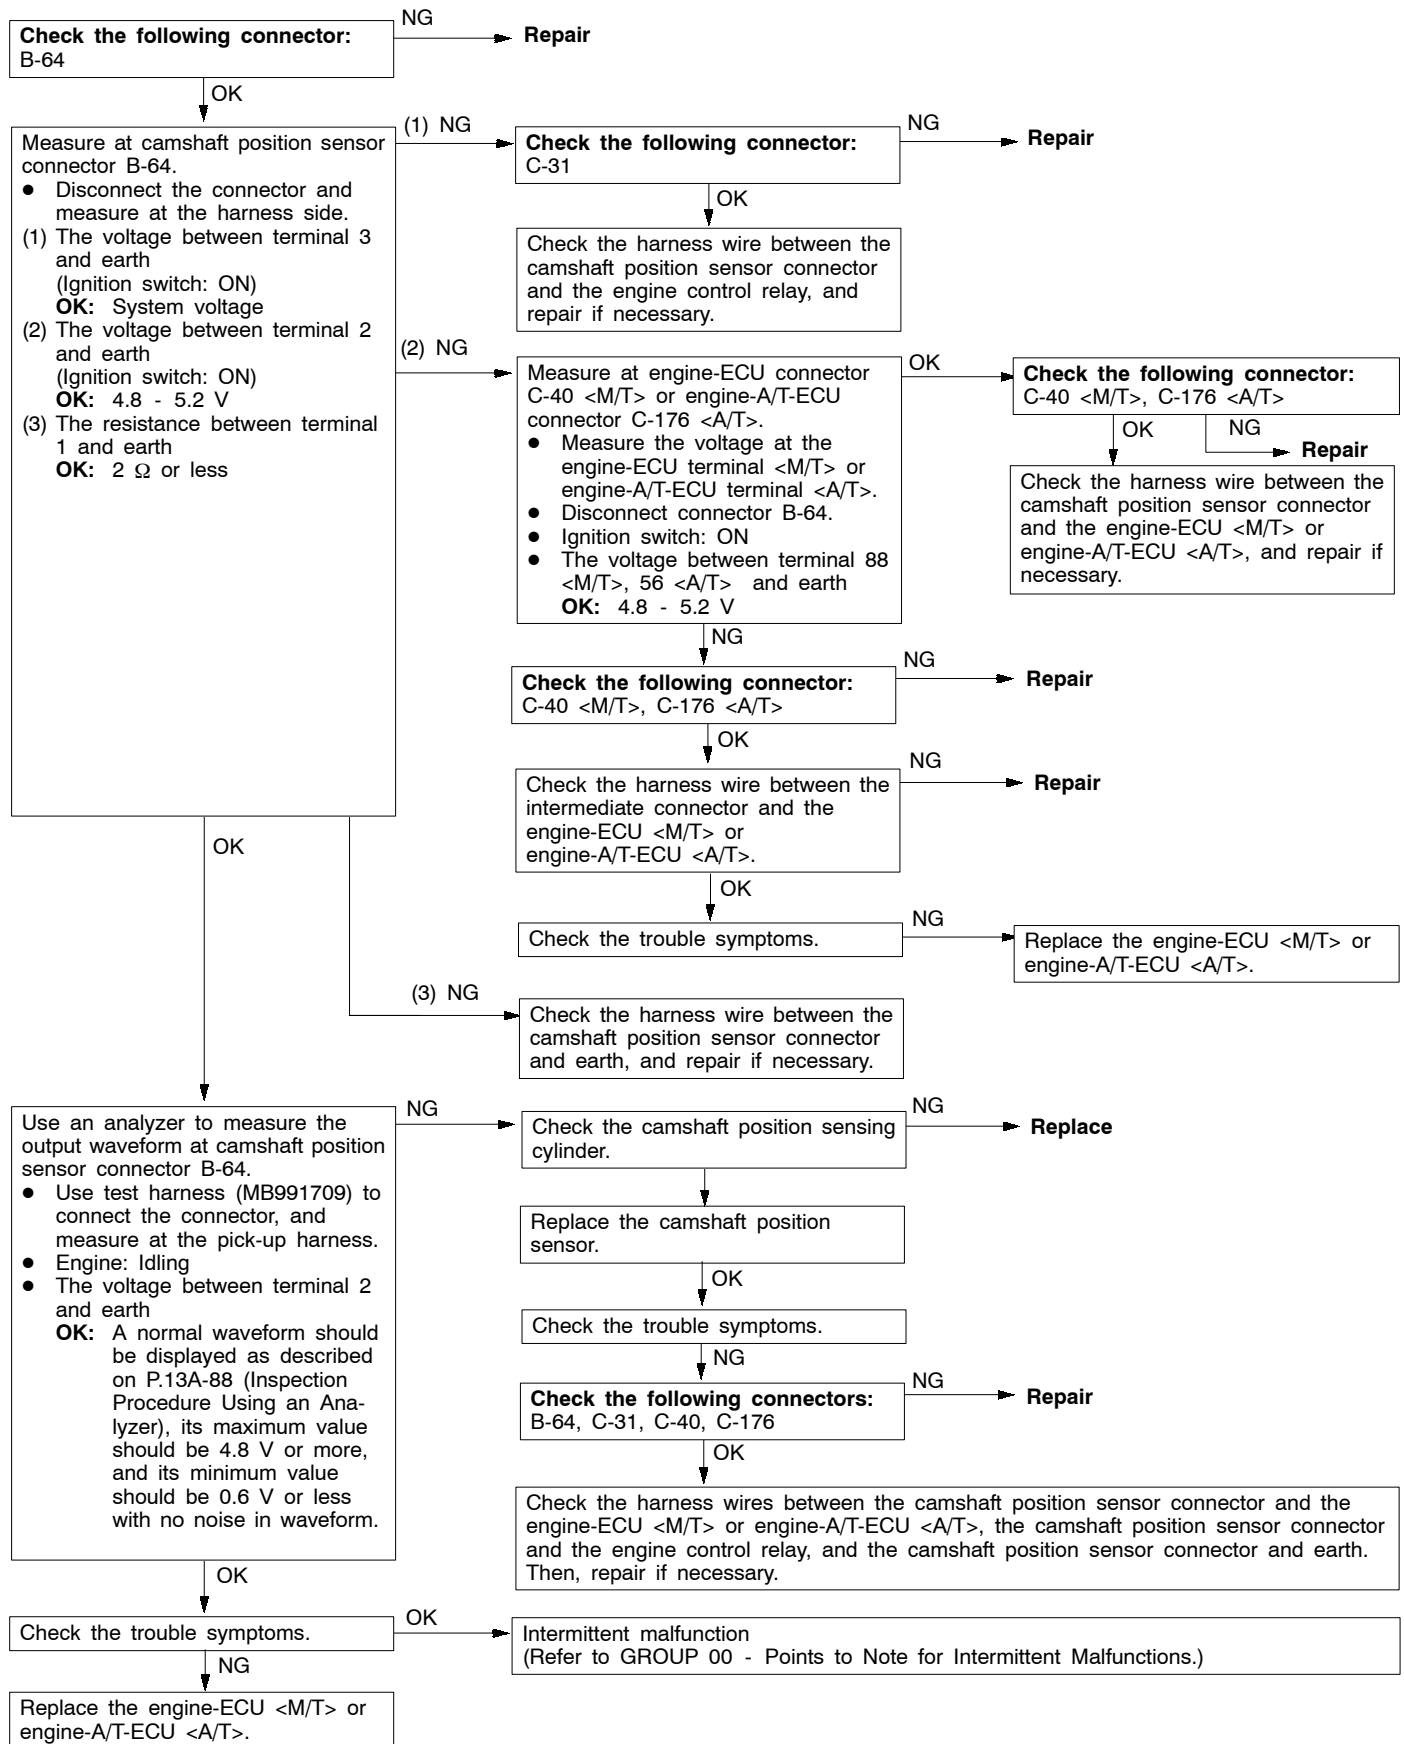 Check the following connector:
B-64
NG
Repair
OK
Measure at camshaft position sensor
connector B-64.
● Disconnect the connector and
measure at the harness side.
(1) The voltage between terminal 3
and earth
(Ignition switch: ON)
OK: System voltage
(2) The voltage between terminal 2
and earth
(Ignition switch: ON)
OK: 4.8 - 5.2 V
(3) The resistance between terminal
1 and earth
OK: 2 Ω or less
(1) NG
Check the following connector:
C-31
NG
Repair
OK
Check the harness wire between the
camshaft position sensor connector
and the engine control relay, and
repair if necessary.
(2) NG
Measure at engine-ECU connector
C-40 <M/T> or engine-A/T-ECU
connector C-176 <A/T>.
● Measure the voltage at the
engine-ECU terminal <M/T> or
engine-A/T-ECU terminal <A/T>.
● Disconnect connector B-64.
● Ignition switch: ON
● The voltage between terminal 88
<M/T>, 56 <A/T> and earth
OK: 4.8 - 5.2 V
OK
Check the following connector:
C-40 <M/T>, C-176 <A/T>
OK
NG
Repair
Check the harness wire between the
camshaft position sensor connector
and the engine-ECU <M/T> or
engine-A/T-ECU <A/T>, and repair if
necessary.
NG
Check the following connector:
C-40 <M/T>, C-176 <A/T>
NG
Repair
OK
Check the harness wire between the
intermediate connector and the
engine-ECU <M/T> or
engine-A/T-ECU <A/T>.
NG
Repair
OK
Check the trouble symptoms.
NG
Replace the engine-ECU <M/T> or
engine-A/T-ECU <A/T>.
(3) NG
Check the harness wire between the
camshaft position sensor connector
and earth, and repair if necessary.
OK
Use an analyzer to measure the
output waveform at camshaft position
sensor connector B-64.
● Use test harness (MB991709) to
connect the connector, and
measure at the pick-up harness.
● Engine: Idling
● The voltage between terminal 2
and earth
OK: A normal waveform should
be displayed as described
on P.13A-88 (Inspection
Procedure Using an Ana-
lyzer), its maximum value
should be 4.8 V or more,
and its minimum value
should be 0.6 V or less
with no noise in waveform.
NG
Check the camshaft position sensing
cylinder.
NG
Replace
Replace the camshaft position
sensor.
OK
Check the trouble symptoms.
NG
Check the following connectors:
B-64, C-31, C-40, C-176
NG
Repair
OK
Check the harness wires between the camshaft position sensor connector and the
engine-ECU <M/T> or engine-A/T-ECU <A/T>, the camshaft position sensor connector
and the engine control relay, and the camshaft position sensor connector and earth.
Then, repair if necessary.
OK
Check the trouble symptoms.
OK
Intermittent malfunction
(Refer to GROUP 00 - Points to Note for Intermittent Malfunctions.)
NG
Replace the engine-ECU <M/T> or
engine-A/T-ECU <A/T>.